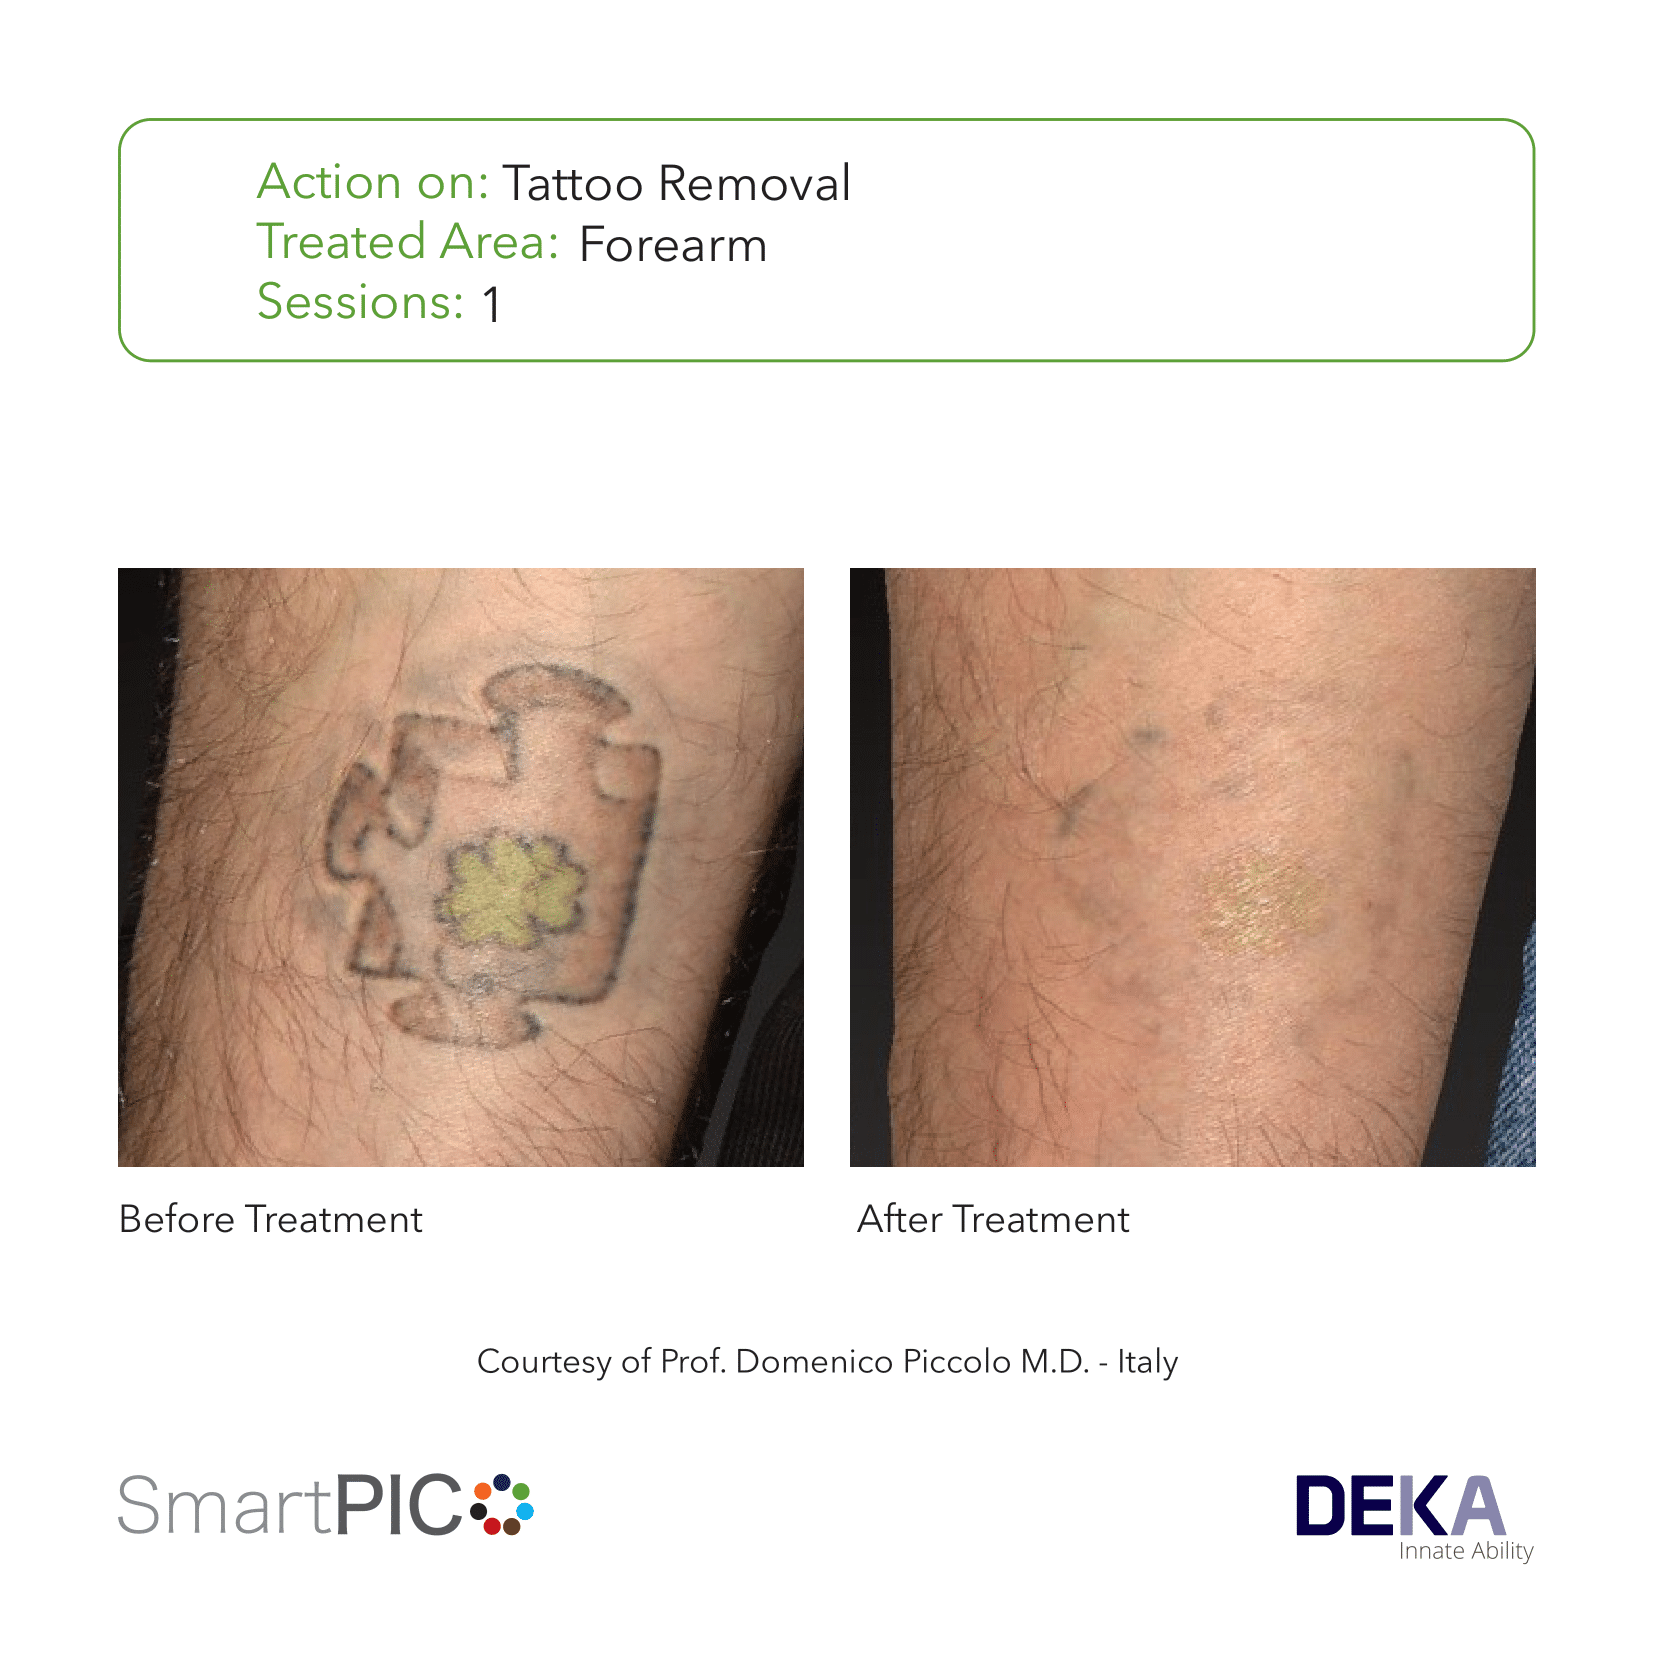 Action on: Tattoo Removal
Treated Area: Forearm
Sessions: 1
Before Treatment
After Treatment
Courtesy of Prof. Domenico Piccolo M.D. - Italy
SmartPICO
DEKA
Innate Ability